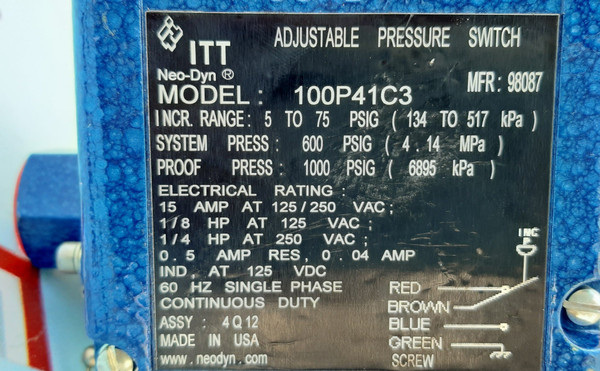 ITT
ADJUSTABLE PRESSURE SWITCH
Neo-Dyn ®
MFR: 98087
MODEL: 100P41C3
INCR. RANGE: 5 TO 75 PSIG ( 134 TO 517 kPa )
SYSTEM PRESS: 600 PSIG ( 4.14 MPa )
PROOF PRESS: 1000 PSIG ( 6895 kPa )
ELECTRICAL RATING:
15 AMP AT 125/250 VAC;
1/8 HP AT 125 VAC;
1/4 HP AT 250 VAC;
0.5 AMP RES, 0.04 AMP
IND, AT 125 VDC
60 HZ SINGLE PHASE
CONTINUOUS DUTY
ASSY: 4Q12
MADE IN USA
www.neodyn.com
INC
RED
BROWN
BLUE
GREEN
SCREW